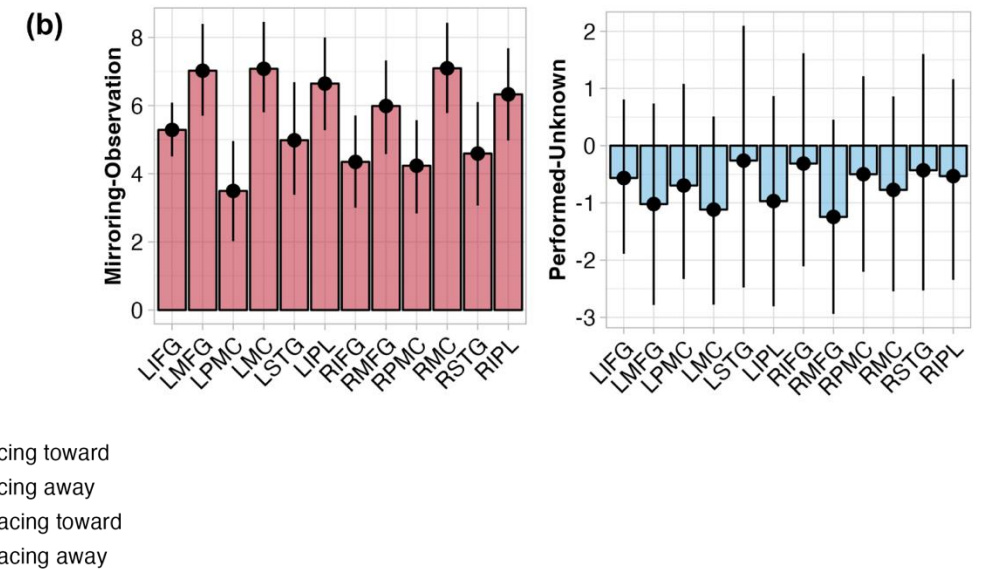 (b)
Mirroring-Observation
8
6
4
2
0
LIFG
LMFG
LPMC
LMC
LSTG
LIPL
RIFG
RMFG
RPMC
RMC
RSTG
RIPL
Performed-Unknown
2
1
0
-1
-2
-3
LIFG
LMFG
LPMC
LMC
LSTG
LIPL
RIFG
RMFG
RPMC
RMC
RSTG
RIPL
cing toward
cing away
acing toward
acing away